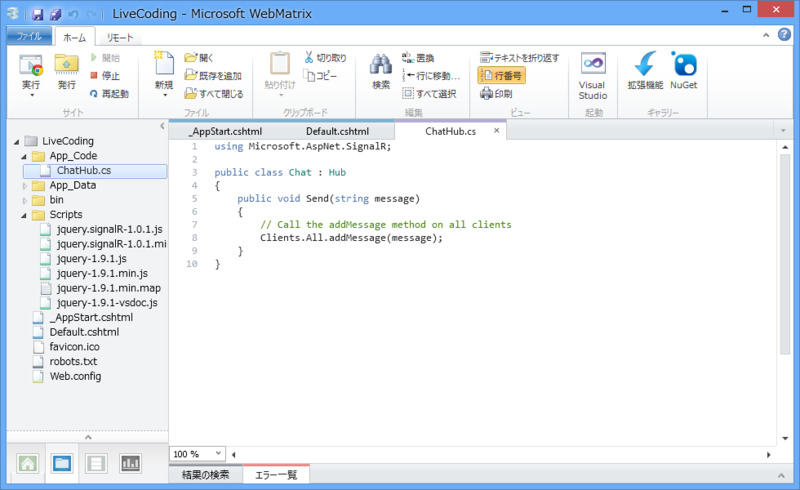 LiveCoding - Microsoft WebMatrix
ファイル ホーム リモート
実行 発行 開始 停止 再起動 サイト
新規 開く 既存を追加 すべて閉じる ファイル
貼り付け 切り取り コピー クリップボード
検索 置換 行に移動... すべて選択 編集
テキストを折り返す 行番号 印刷 ビュー
Visual Studio 起動
拡張機能 NuGet ギャラリー
LiveCoding
App_Code
ChatHub.cs
App_Data
bin
Scripts
jquery.signalR-1.0.1.js
jquery.signalR-1.0.1.mi
jquery-1.9.1.js
jquery-1.9.1.min.js
jquery-1.9.1.min.map
jquery-1.9.1-vsdoc.js
_AppStart.cshtml
Default.cshtml
favicon.ico
robots.txt
Web.config
_AppStart.cshtml Default.cshtml ChatHub.cs
1 using Microsoft.AspNet.SignalR;
2
3 public class Chat : Hub
4 {
5 public void Send(string message)
6 {
7 // Call the addMessage method on all clients
8 Clients.All.addMessage(message);
9 }
10 }
100 %
結果の検索 エラー一覧